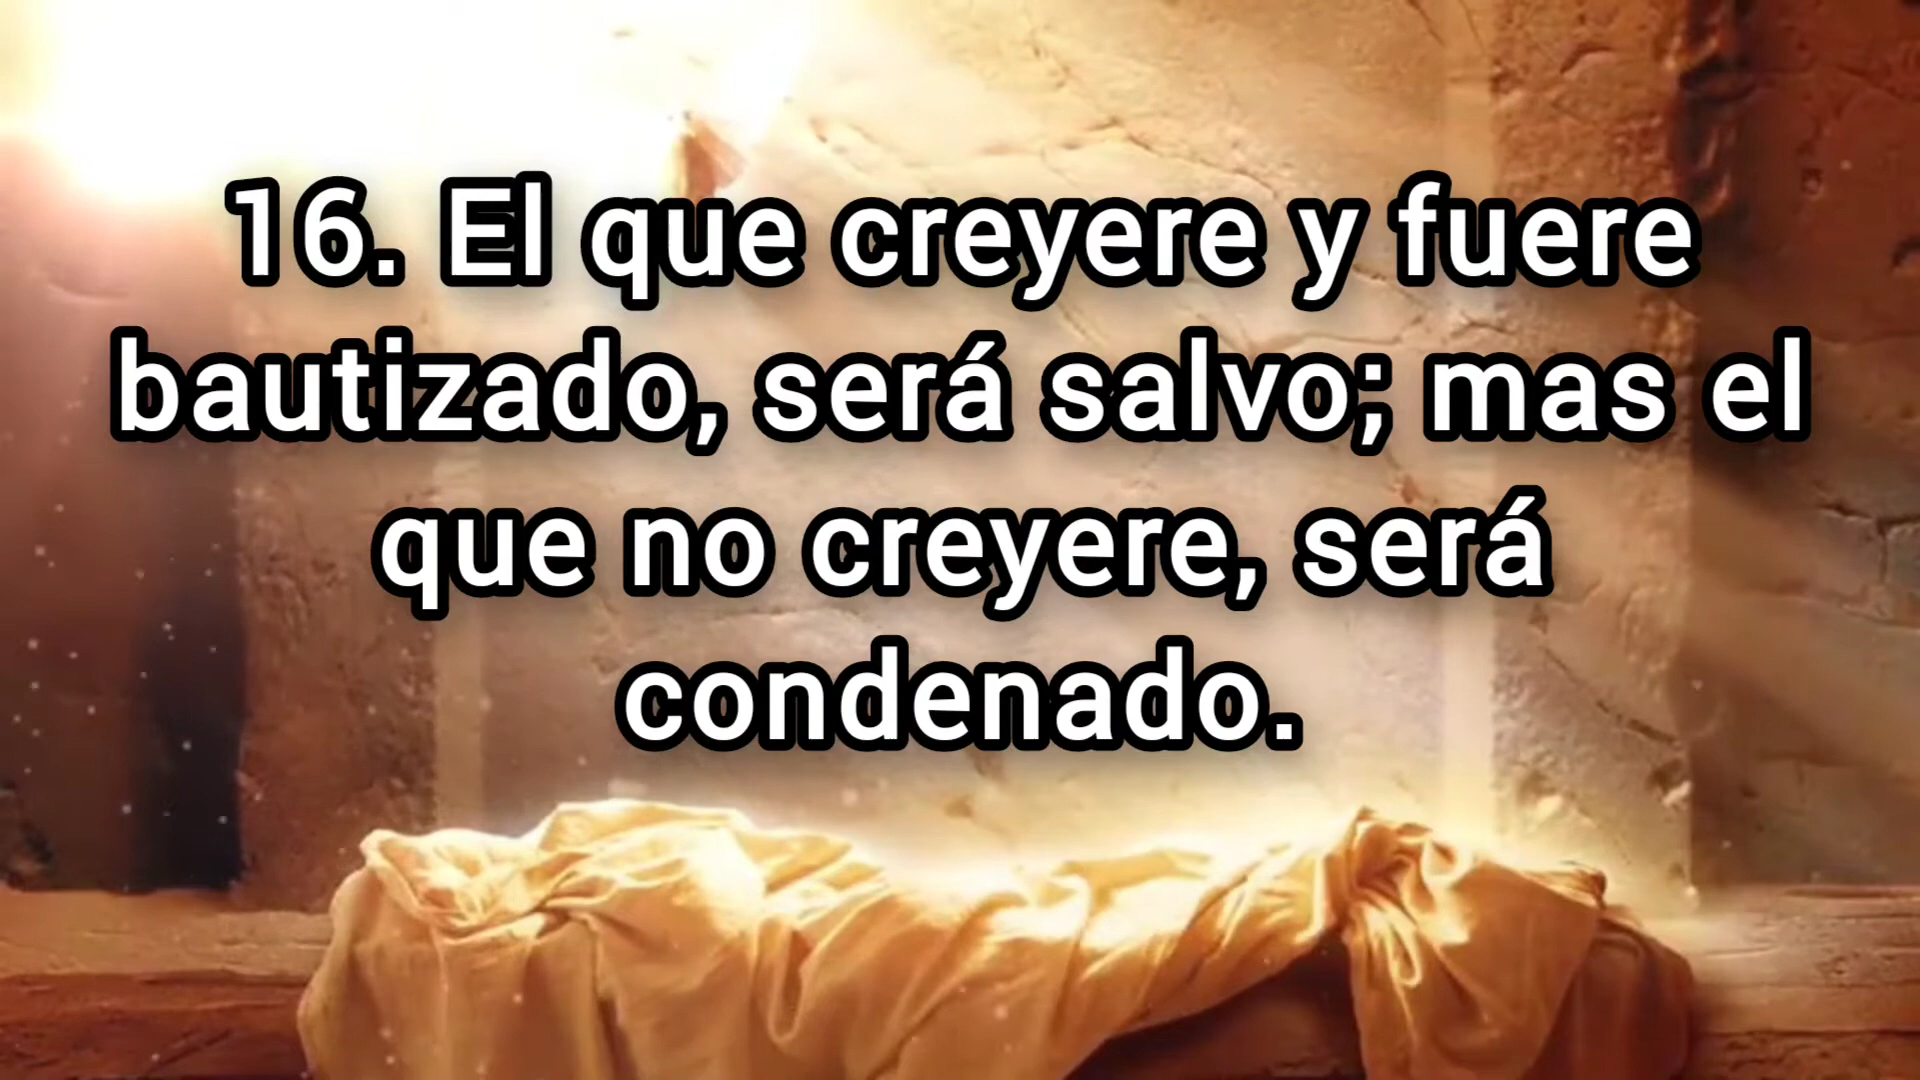 16. El que creyere y fuere
bautizado, será salvo; mas el
que no creyere, será
condenado.